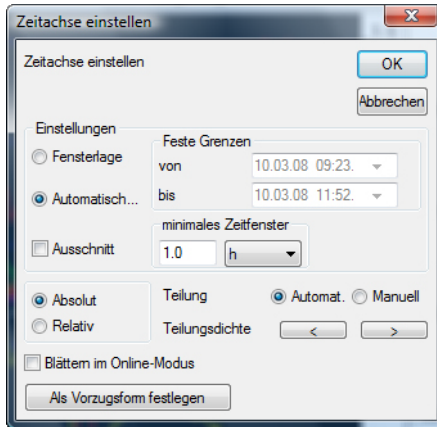 Zeitachse einstellen
Zeitachse einstellen
OK
Abbrechen
Einstellungen
Feste Grenzen
Fensterlage
von
10.03.08 09:23.
Automatisch...
bis
10.03.08 11:52.
minimales Zeitfenster
Ausschnitt
1.0
h
Absolut
Teilung
Automat.
Manuell
Relativ
Teilungsdichte
<
>
Blättern im Online-Modus
Als Vorzugsform festlegen